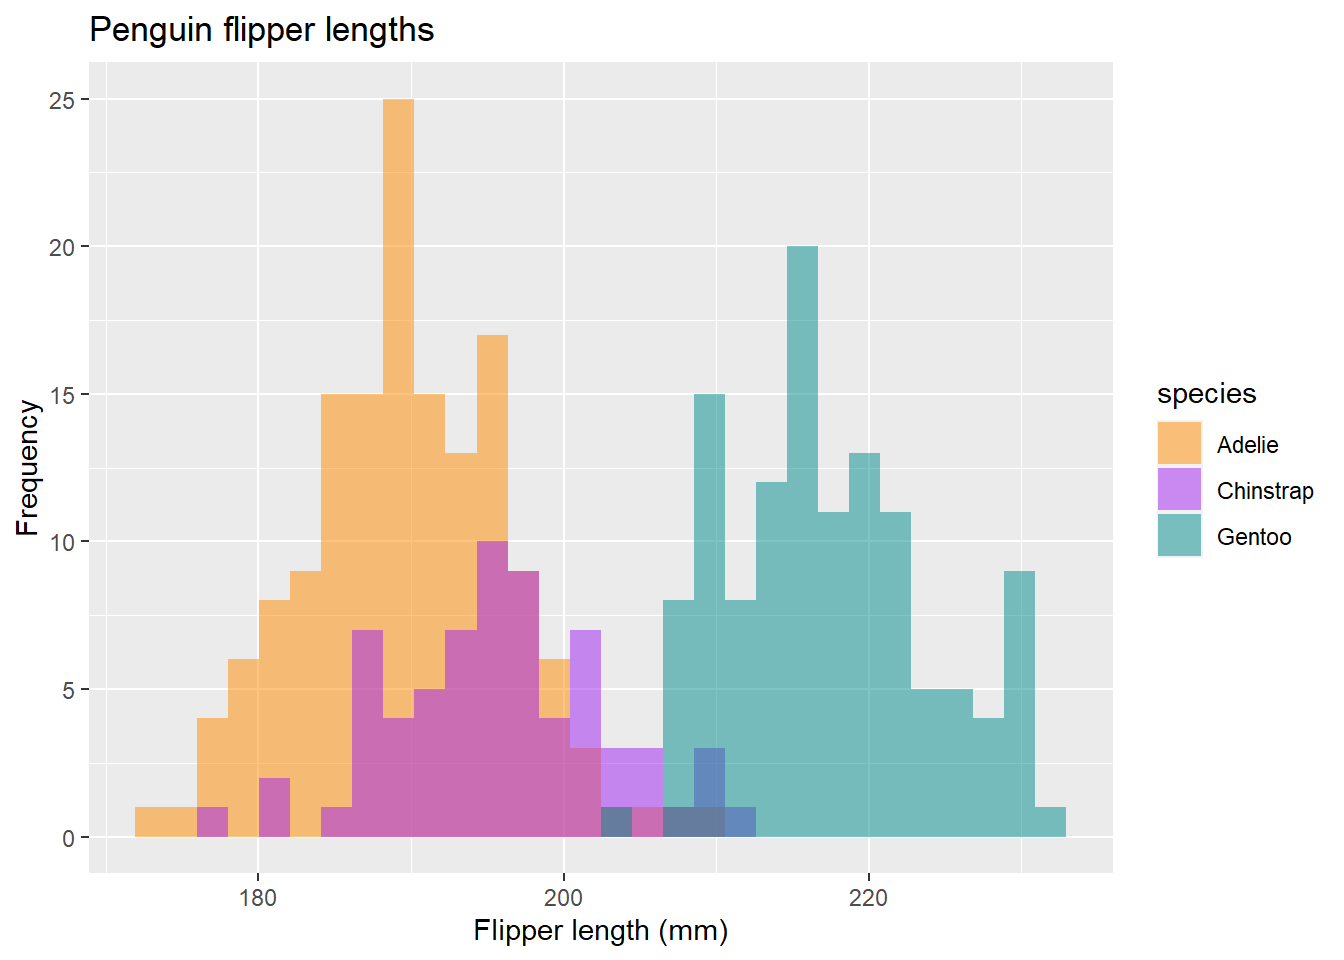 Penguin flipper lengths
Frequency
25
20
15
10
5
0
180 200 220
Flipper length (mm)
species
Adelie
Chinstrap
Gentoo